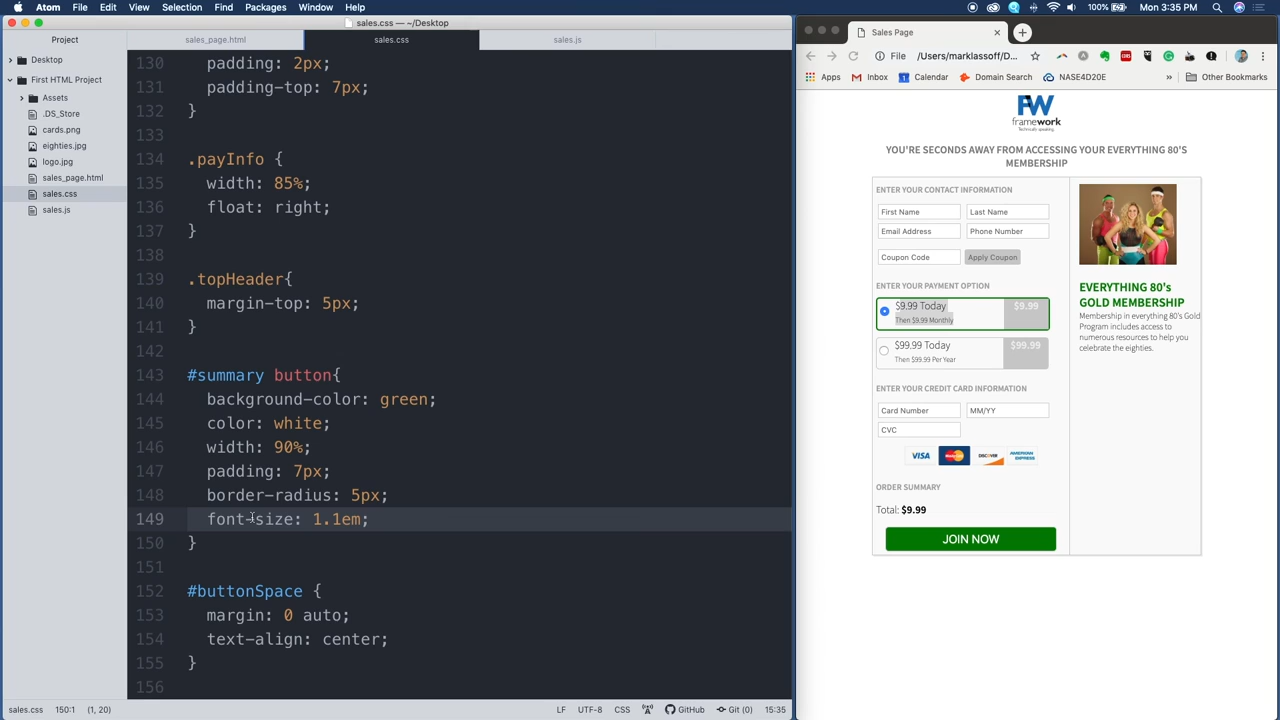 Atom File Edit View Selection Find Packages Window Help
100% Mon 3:35 PM
sales.css — ~/Desktop
Project
sales_page.html
sales.css
sales.js
Desktop
First HTML Project
Assets
.DS_Store
cards.png
eighties.jpg
logo.jpg
sales_page.html
sales.css
sales.js
130 padding: 2px;
131 padding-top: 7px;
132 }
133
134 .payInfo {
135 width: 85%;
136 float: right;
137 }
138
139 .topHeader{
140 margin-top: 5px;
141 }
142
143 #summary button{
144 background-color: green;
145 color: white;
146 width: 90%;
147 padding: 7px;
148 border-radius: 5px;
149 font-size: 1.1em;
150 }
151
152 #buttonSpace {
153 margin: 0 auto;
154 text-align: center;
155 }
156
sales.css 150:1 (1, 20) LF UTF-8 CSS GitHub Git (0) 15:35
Sales Page
File /Users/marklassoff/D...
Apps Inbox Calendar Domain Search NASE4D20E » Other Bookmarks
FW
framework
Technically speaking
YOU'RE SECONDS AWAY FROM ACCESSING YOUR EVERYTHING 80'S
MEMBERSHIP
ENTER YOUR CONTACT INFORMATION
First Name Last Name
Email Address Phone Number
Coupon Code Apply Coupon
ENTER YOUR PAYMENT OPTION
$9.99 Today $9.99
Then $9.99 Monthly
$99.99 Today $99.99
Then $99.99 Per Year
ENTER YOUR CREDIT CARD INFORMATION
Card Number MM/YY
CVC
VISA MasterCard DISCOVER AMERICAN EXPRESS
ORDER SUMMARY
Total: $9.99
JOIN NOW
EVERYTHING 80's
GOLD MEMBERSHIP
Membership in everything 80's Gold
Program includes access to
numerous resources to help you
celebrate the eighties.